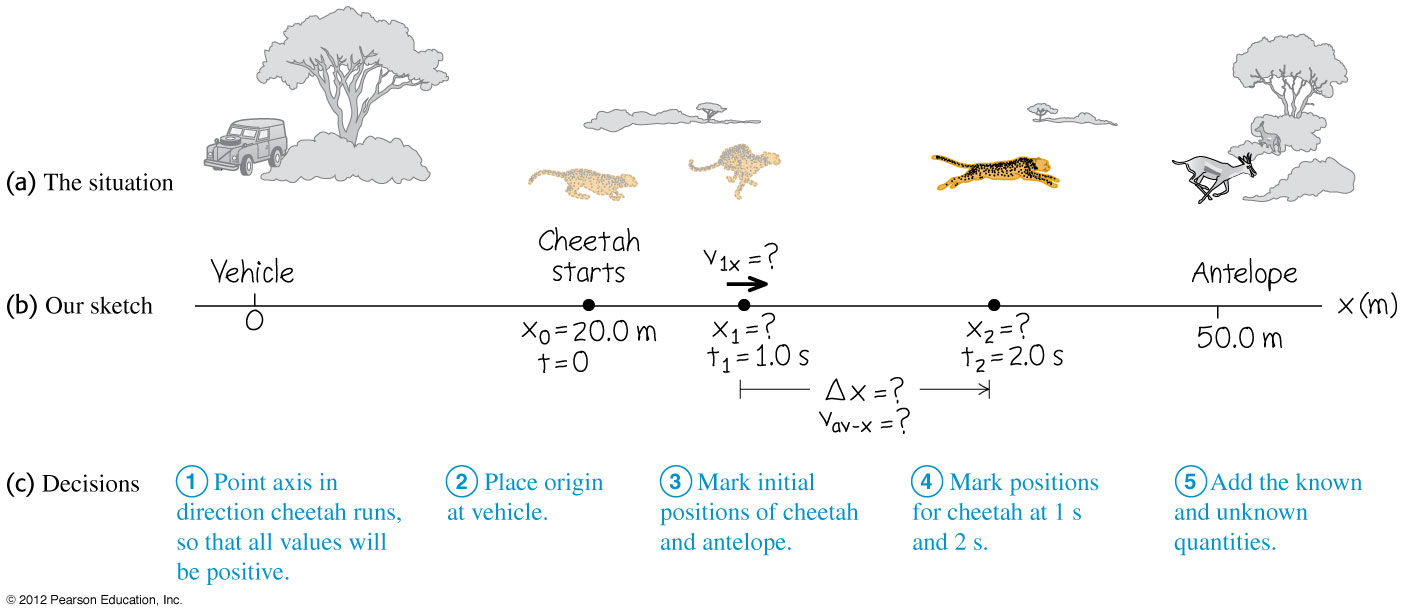 (a) The situation
Cheetah
starts
v1x = ?
Vehicle
Antelope
(b) Our sketch
x (m)
0
x0 = 20.0 m
t = 0
x1 = ?
t1 = 1.0 s
x2 = ?
t2 = 2.0 s
50.0 m
Δx = ?
vav-x = ?
(c) Decisions
1 Point axis in
direction cheetah runs,
so that all values will
be positive.
2 Place origin
at vehicle.
3 Mark initial
positions of cheetah
and antelope.
4 Mark positions
for cheetah at 1 s
and 2 s.
5 Add the known
and unknown
quantities.
© 2012 Pearson Education, Inc.